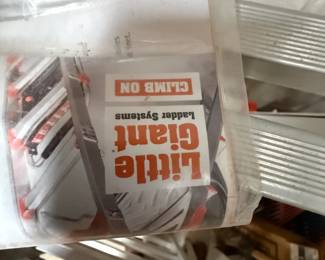 Little
Giant
Ladder Systems
CLIMB ON